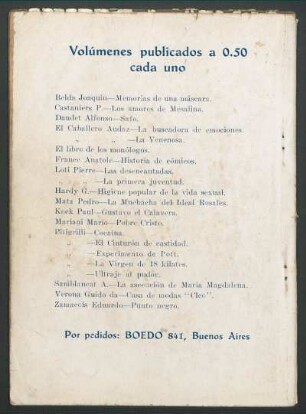 Volúmenes publicados a 0.50
cada uno
Belda Joaquín—Memorias de una máscara.
Castaniers P.—Los amores de Mesalina.
Daudet Alfonso—Safo.
El Caballero Audaz—La buscadora de emociones
„ „ „ —La Venenosa.
El libro de los monólogos.
France Anatole—Historia de cómicos.
Loti Pierre—Las desencantadas.
„ „ —La primera juventud.
Hardy G.—Higiene popular de la vida sexual.
Mata Pedro—La Muchacha del Ideal Rosales.
Kock Paul—Gustavo el Calavera.
Mariani Mario—Pobre Cristo.
Pitigrilli—Cocaína.
„ —El Cinturón de castidad.
„ —Experimento de Pott.
„ —La Virgen de 18 kilates.
„ —Ultraje al pudor.
A.—La asecación de María Magdalena.
Verona Guido da—Casa de modas "Cleo".
Zamacois Eduardo—Punto negro.
Por pedidos: BOEDO 841, Buenos Aires